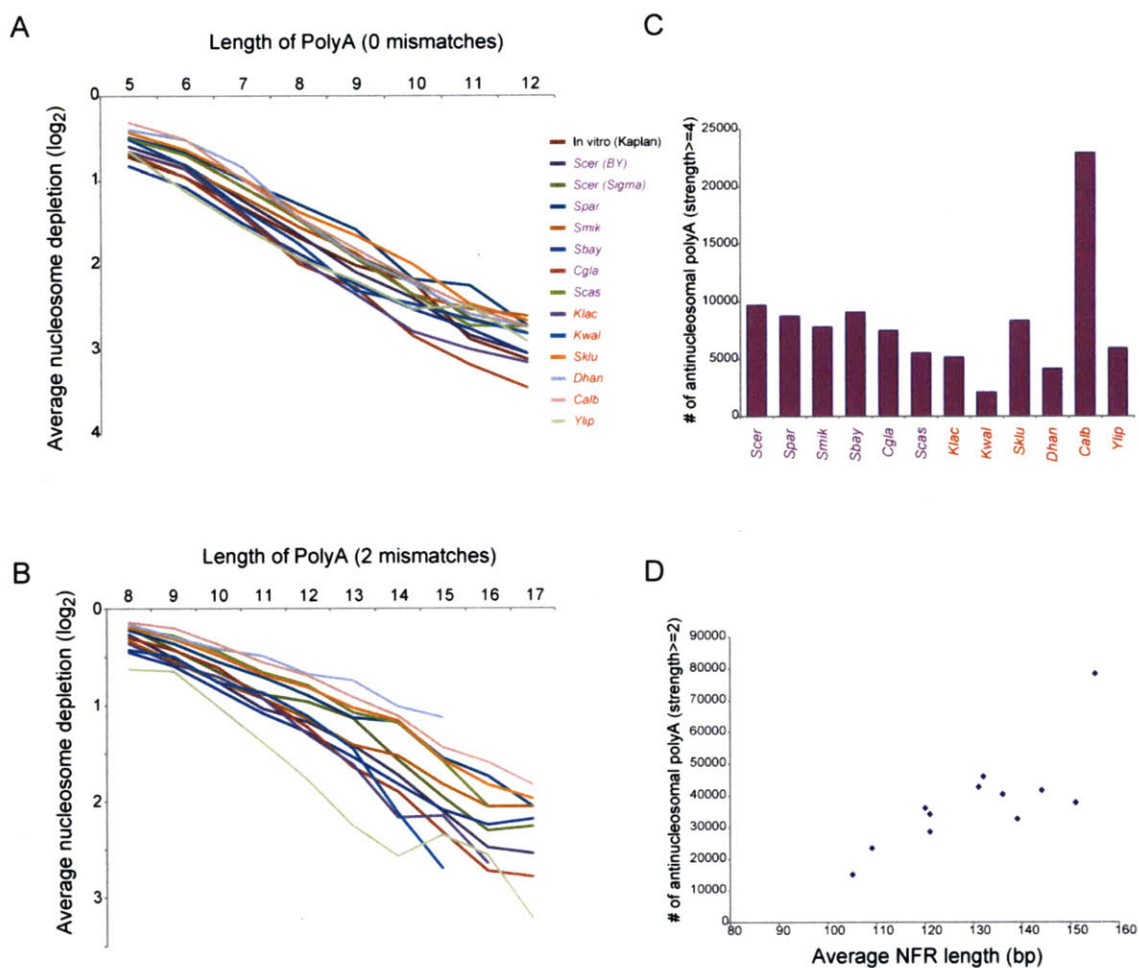 A
Length of PolyA (0 mismatches)
5 6 7 8 9 10 11 12
0
1
2
3
4
Average nucleosome depletion (log2)
In vitro (Kaplan)
Scer (BY)
Scer (Sigma)
Spar
Smik
Sbay
Cgla
Scas
Klac
Kwal
Sklu
Dhan
Calb
Ylip
C
# of antinucleosomal polyA (strength>=4)
25000
20000
15000
10000
5000
0
Scer Spar Smik Sbay Cgla Scas Klac Kwal Sklu Dhan Calb Ylip
B
Length of PolyA (2 mismatches)
8 9 10 11 12 13 14 15 16 17
0
1
2
3
Average nucleosome depletion (log2)
D
# of antinucleosomal polyA (strength>=2)
90000
80000
70000
60000
50000
40000
30000
20000
10000
0
80 90 100 110 120 130 140 150 160
Average NFR length (bp)